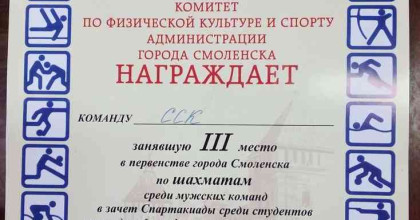 КОМИТЕТ
ПО ФИЗИЧЕСКОЙ КУЛЬТУРЕ И СПОРТУ
АДМИНИСТРАЦИИ
ГОРОДА СМОЛЕНСКА
НАГРАЖДАЕТ
КОМАНДУ ССК
занявшую III место
в первенстве города Смоленска
по шахматам
среди мужских команд
в зачет Спартакиады среди студентов